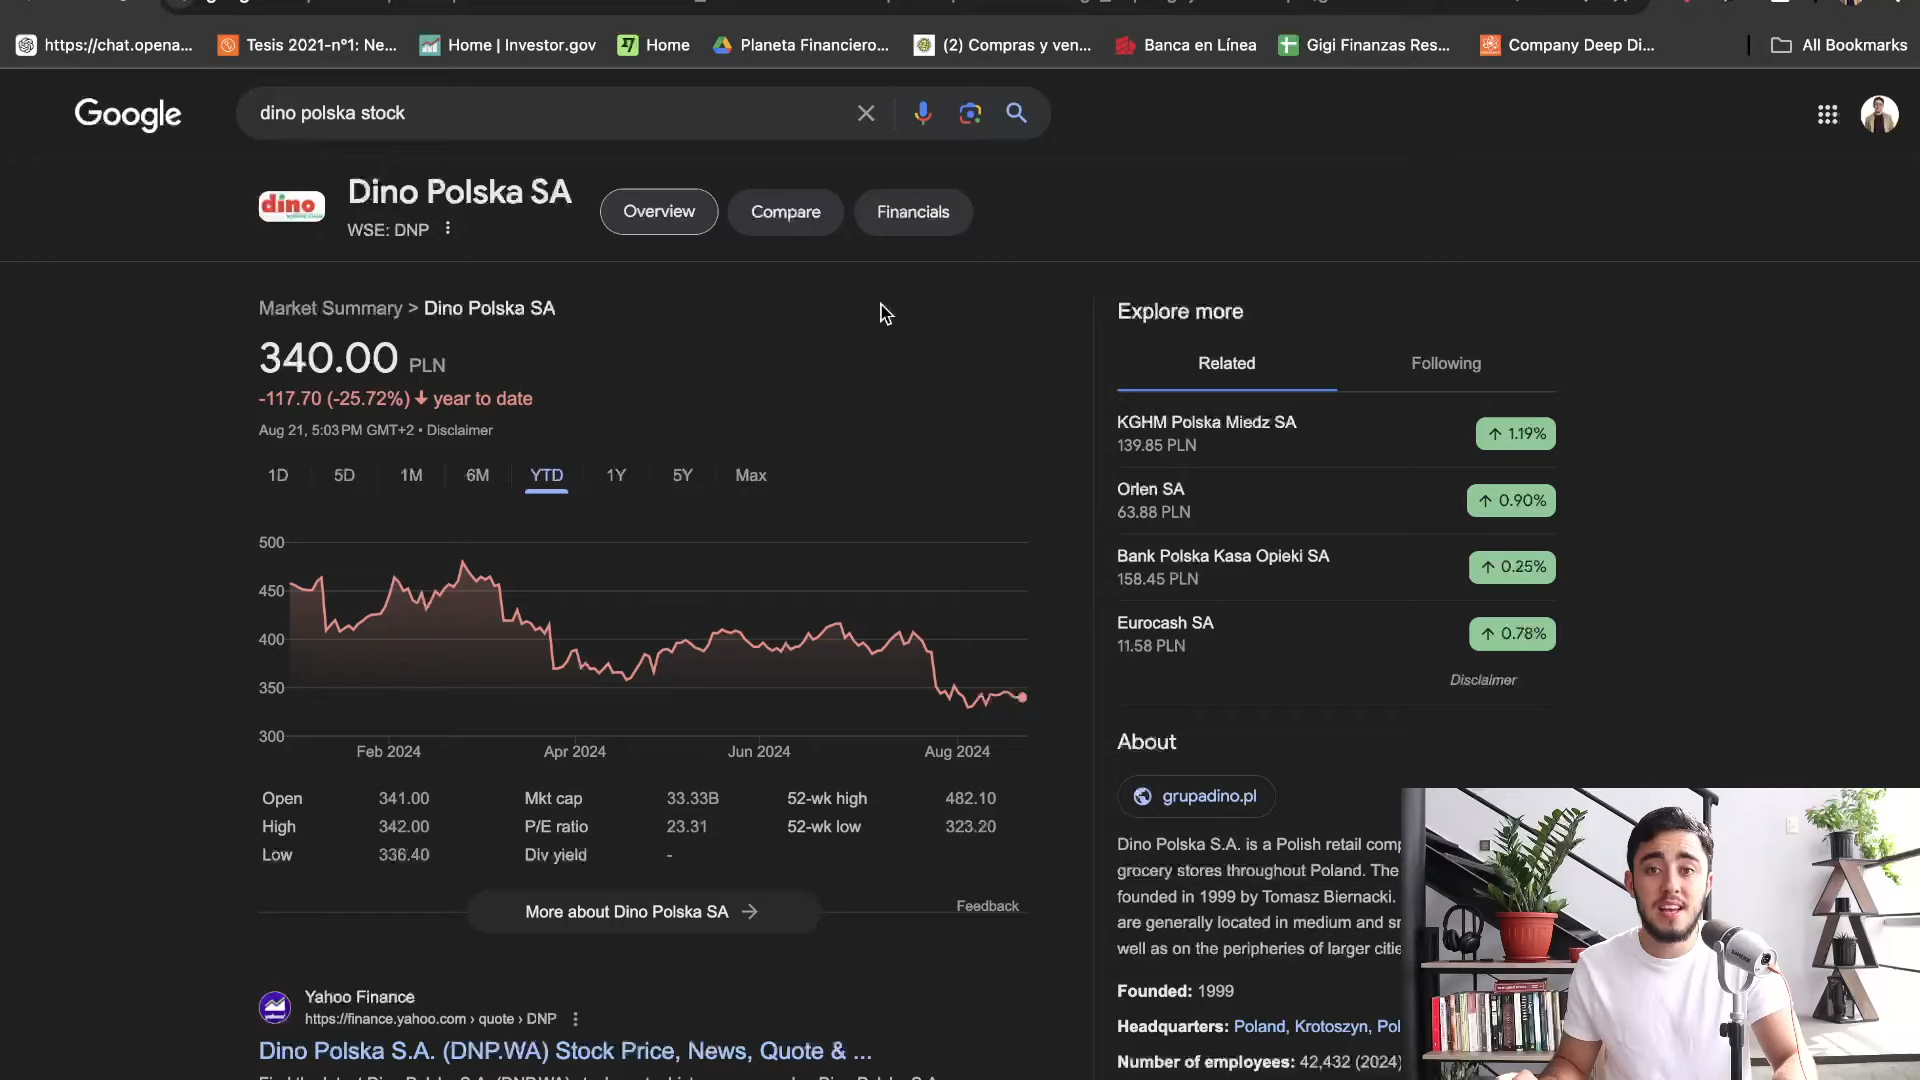 https://chat.opena...
Tesis 2021-nº1: Ne...
Home | Investor.gov
Home
Planeta Financiero...
(2) Compras y ven...
Banca en Línea
Gigi Finanzas Res...
Company Deep Di...
All Bookmarks
Google
dino polska stock
dino
Dino Polska SA
WSE: DNP
Overview
Compare
Financials
Market Summary > Dino Polska SA
340.00 PLN
-117.70 (-25.72%) year to date
Aug 21, 5:03 PM GMT+2 • Disclaimer
1D
5D
1M
6M
YTD
1Y
5Y
Max
500
450
400
350
300
Feb 2024
Apr 2024
Jun 2024
Aug 2024
Open 341.00
High 342.00
Low 336.40
Mkt cap 33.33B
P/E ratio 23.31
Div yield -
52-wk high 482.10
52-wk low 323.20
More about Dino Polska SA
Feedback
Yahoo Finance
https://finance.yahoo.com › quote › DNP
Dino Polska S.A. (DNP.WA) Stock Price, News, Quote & ...
Explore more
Related
Following
KGHM Polska Miedz SA
139.85 PLN
1.19%
Orlen SA
63.88 PLN
0.90%
Bank Polska Kasa Opieki SA
158.45 PLN
0.25%
Eurocash SA
11.58 PLN
0.78%
Disclaimer
About
grupadino.pl
Dino Polska S.A. is a Polish retail comp
grocery stores throughout Poland. The
founded in 1999 by Tomasz Biernacki.
are generally located in medium and sm
well as on the peripheries of larger citie
Founded: 1999
Headquarters: Poland, Krotoszyn, Pol
Number of employees: 42,432 (2024)